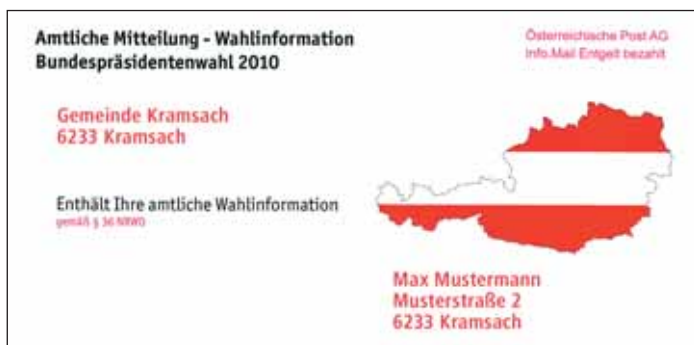 Amtliche Mitteilung - Wahlinformation
Bundespräsidentenwahl 2010
Österreichische Post AG
Info.Mail Entgelt bezahlt
Gemeinde Kramsach
6233 Kramsach
Enthält Ihre amtliche Wahlinformation
gemäß § 36 NRWO
Max Mustermann
Musterstraße 2
6233 Kramsach